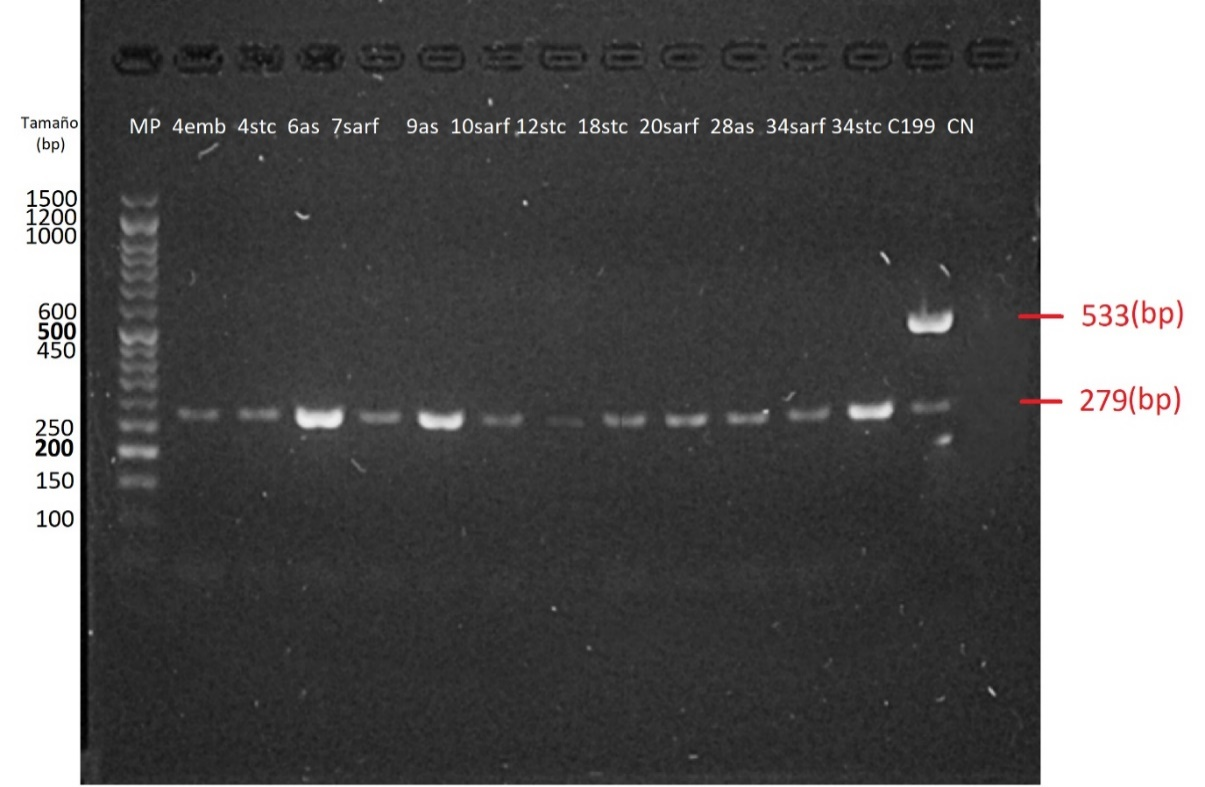 Tamaño
(bp)
MP 4emb 4stc 6as 7sarf 9as 10sarf 12stc 18stc 20sarf 28as 34sarf 34stc C199 CN
1500
1200
1000
600
500
450
250
200
150
100
533(bp)
279(bp)